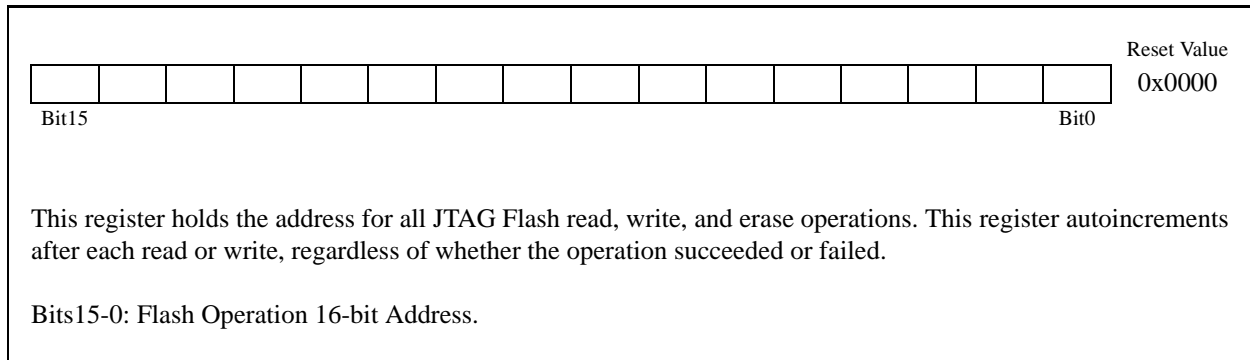 Reset Value
0x0000
Bit15 Bit0
This register holds the address for all JTAG Flash read, write, and erase operations. This register autoincrements
after each read or write, regardless of whether the operation succeeded or failed.
Bits15-0: Flash Operation 16-bit Address.